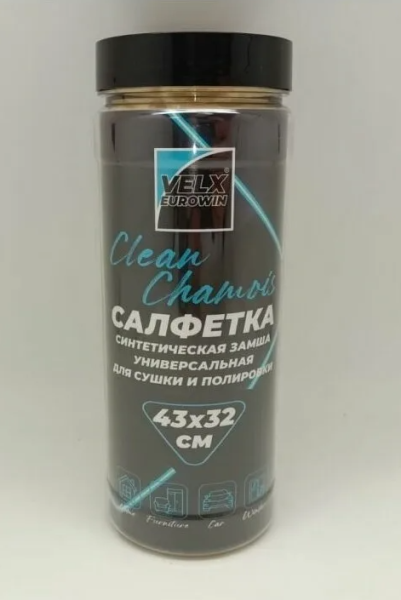 VELX®
EUROWIN
Clean
Chamois
САЛФЕТКА
СИНТЕТИЧЕСКАЯ ЗАМША
УНИВЕРСАЛЬНАЯ
ДЛЯ СУШКИ И ПОЛИРОВКИ
43x32
см
Furniture Car